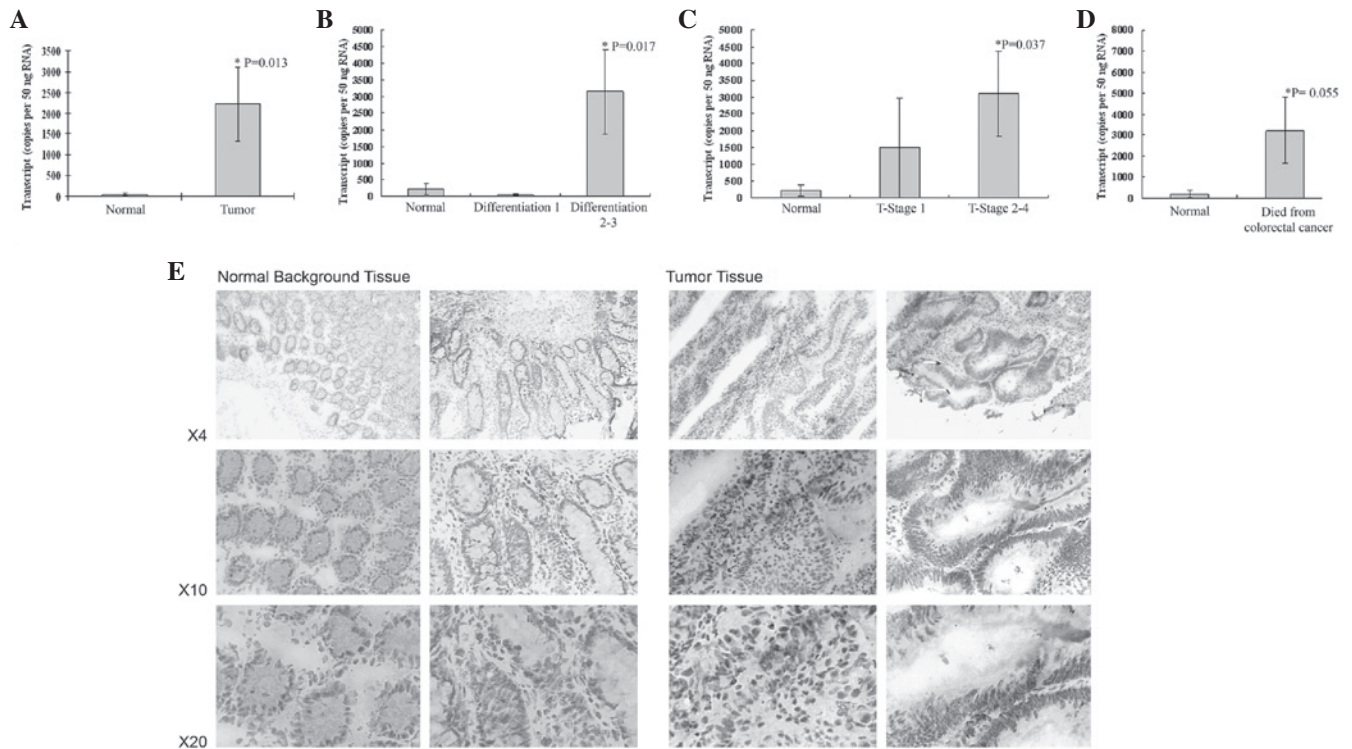 A
Transcript (copies per 50 ng RNA)
3500
3000
2500
2000
1500
1000
500
0
* P=0.013
Normal
Tumor
B
Transcript (copies per 50 ng RNA)
5000
4500
4000
3500
3000
2500
2000
1500
1000
500
0
* P=0.017
Normal
Differentiation 1
Differentiation
2-3
C
Transcript (copies per 50 ng RNA)
5000
4500
4000
3500
3000
2500
2000
1500
1000
500
0
*P=0.037
Normal
T-Stage 1
T-Stage 2-4
D
Transcript (copies per 50 ng RNA)
8000
7000
6000
5000
4000
3000
2000
1000
0
*P= 0.055
Normal
Died from
colorectal cancer
E
Normal Background Tissue
Tumor Tissue
X4
X10
X20